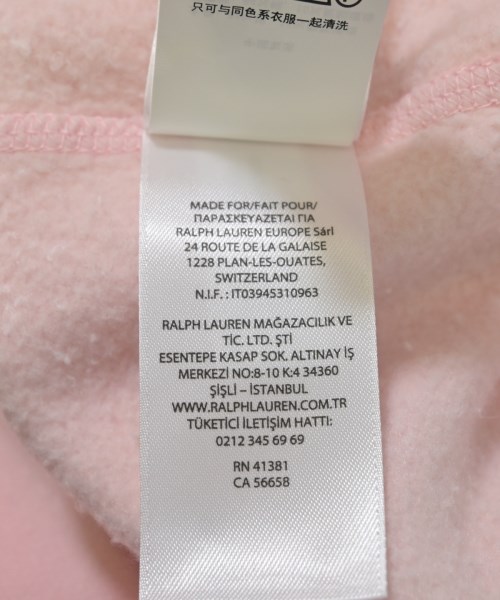 只可与同色系衣服一起清洗
MADE FOR/FAIT POUR/
ΠΑΡΑΣΚΕΥΑΖΕΤΑΙ ΓΙΑ
RALPH LAUREN EUROPE Sárl
24 ROUTE DE LA GALAISE
1228 PLAN-LES-OUATES,
SWITZERLAND
N.I.F. : IT03945310963
RALPH LAUREN MAĞAZACILIK VE
TİC. LTD. ŞTİ
ESENTEPE KASAP SOK. ALTINAY İŞ
MERKEZİ NO:8-10 K:4 34360
ŞİŞLİ – İSTANBUL
WWW.RALPHLAUREN.COM.TR
TÜKETİCİ İLETİŞİM HATTI:
0212 345 69 69
RN 41381
CA 56658